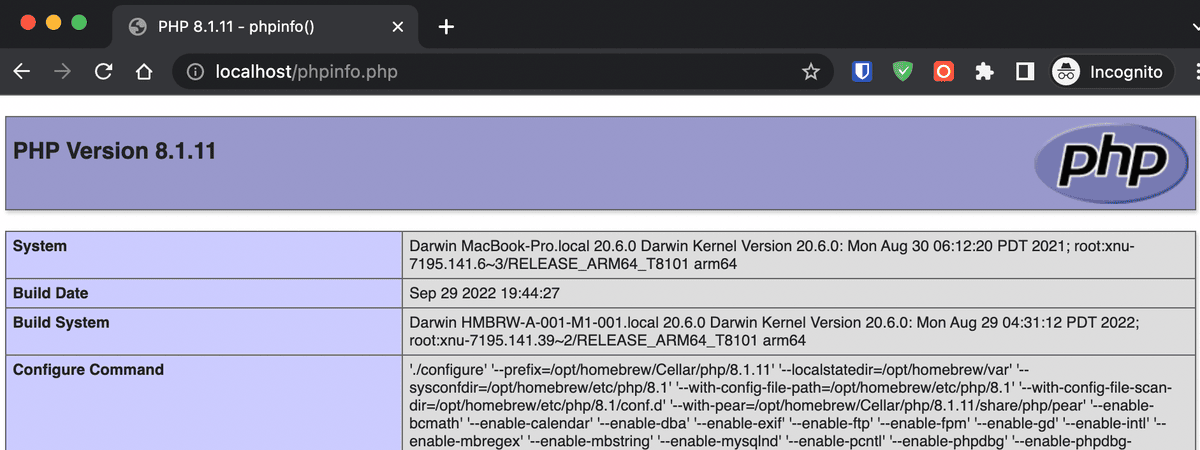 PHP 8.1.11 - phpinfo()
localhost/phpinfo.php
Incognito
PHP Version 8.1.11
php
System
Darwin MacBook-Pro.local 20.6.0 Darwin Kernel Version 20.6.0: Mon Aug 30 06:12:20 PDT 2021; root:xnu-
7195.141.6~3/RELEASE_ARM64_T8101 arm64
Build Date
Sep 29 2022 19:44:27
Build System
Darwin HMBRW-A-001-M1-001.local 20.6.0 Darwin Kernel Version 20.6.0: Mon Aug 29 04:31:12 PDT 2022;
root:xnu-7195.141.39~2/RELEASE_ARM64_T8101 arm64
Configure Command
'./configure' '--prefix=/opt/homebrew/Cellar/php/8.1.11' '--localstatedir=/opt/homebrew/var' '--
sysconfdir=/opt/homebrew/etc/php/8.1' '--with-config-file-path=/opt/homebrew/etc/php/8.1' '--with-config-file-scan-
dir=/opt/homebrew/etc/php/8.1/conf.d' '--with-pear=/opt/homebrew/Cellar/php/8.1.11/share/php/pear' '--enable-
bcmath' '--enable-calendar' '--enable-dba' '--enable-exif' '--enable-ftp' '--enable-fpm' '--enable-gd' '--enable-intl' '--
enable-mbregex' '--enable-mbstring' '--enable-mysqlnd' '--enable-pcntl' '--enable-phpdbg' '--enable-phpdbg-